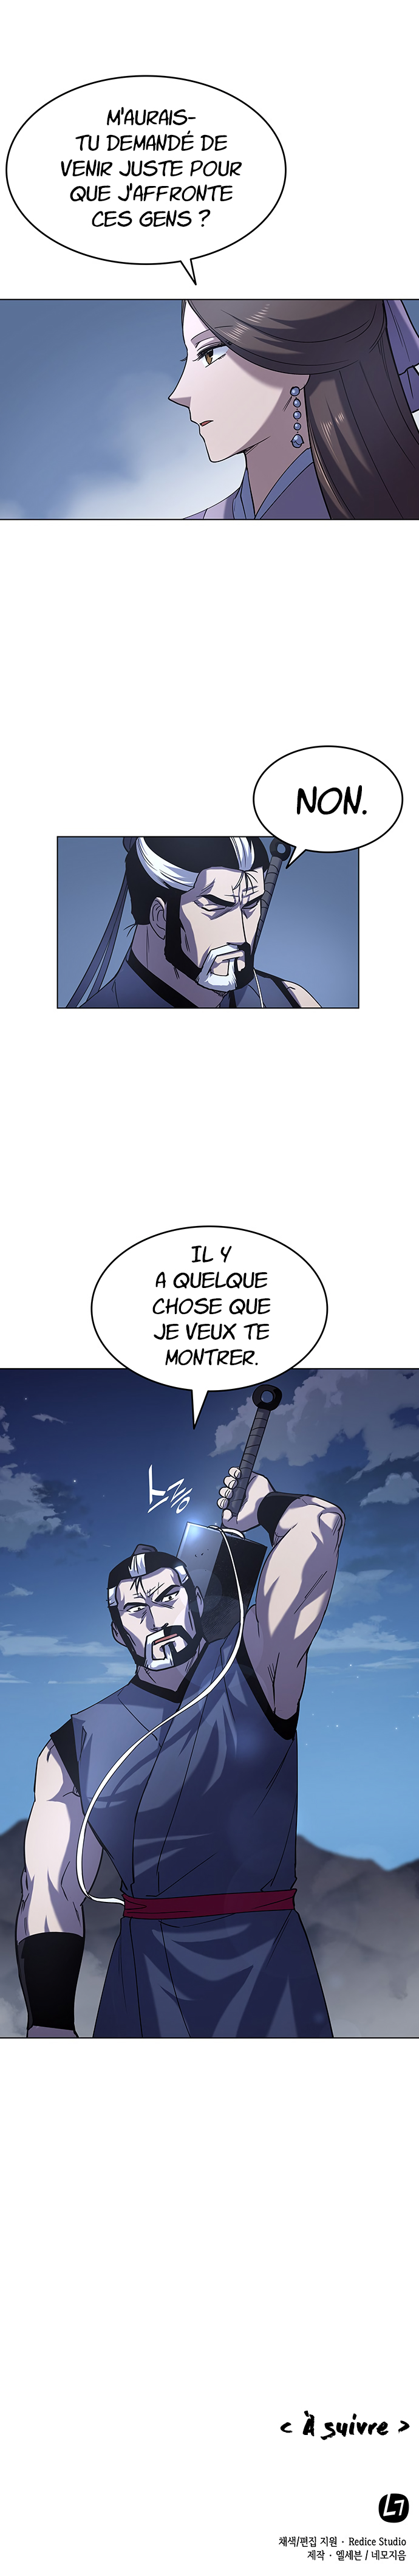 M'AURAIS-
TU DEMANDÉ DE
VENIR JUSTE POUR
QUE J'AFFRONTE
CES GENS ?
NON.
IL Y
A QUELQUE
CHOSE QUE
JE VEUX TE
MONTRER.
스릉
< À suivre >
채색/편집 지원 · Redice Studio
제작 · 엘세븐 / 네모지음